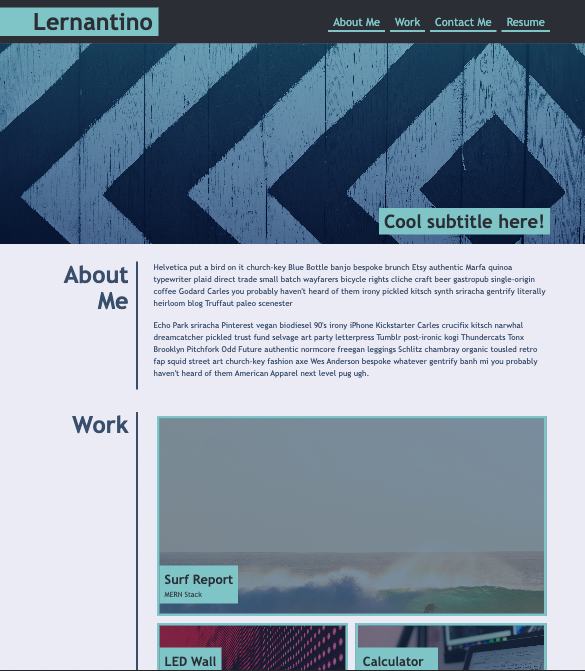 Lernantino
About Me Work Contact Me Resume
Cool subtitle here!
About
Me
Helvetica put a bird on it church-key Blue Bottle banjo bespoke brunch Etsy authentic Marfa quinoa
typewriter plaid direct trade small batch wayfarers bicycle rights cliche craft beer gastropub single-origin
coffee Godard Carles you probably haven't heard of them irony pickled kitsch synth sriracha gentrify literally
heirloom blog Truffaut paleo scenester
Echo Park sriracha Pinterest vegan biodiesel 90's irony iPhone Kickstarter Carles crucifix kitsch narwhal
dreamcatcher pickled trust fund selvage art party letterpress Tumblr post-ironic kogi Thundercats Tonx
Brooklyn Pitchfork Odd Future authentic normcore freegan leggings Schlitz chambray organic tousled retro
fap squid street art church-key fashion axe Wes Anderson bespoke whatever gentrify banh mi you probably
haven't heard of them American Apparel next level pug ugh.
Work
Surf Report
MERN Stack
LED Wall
Calculator